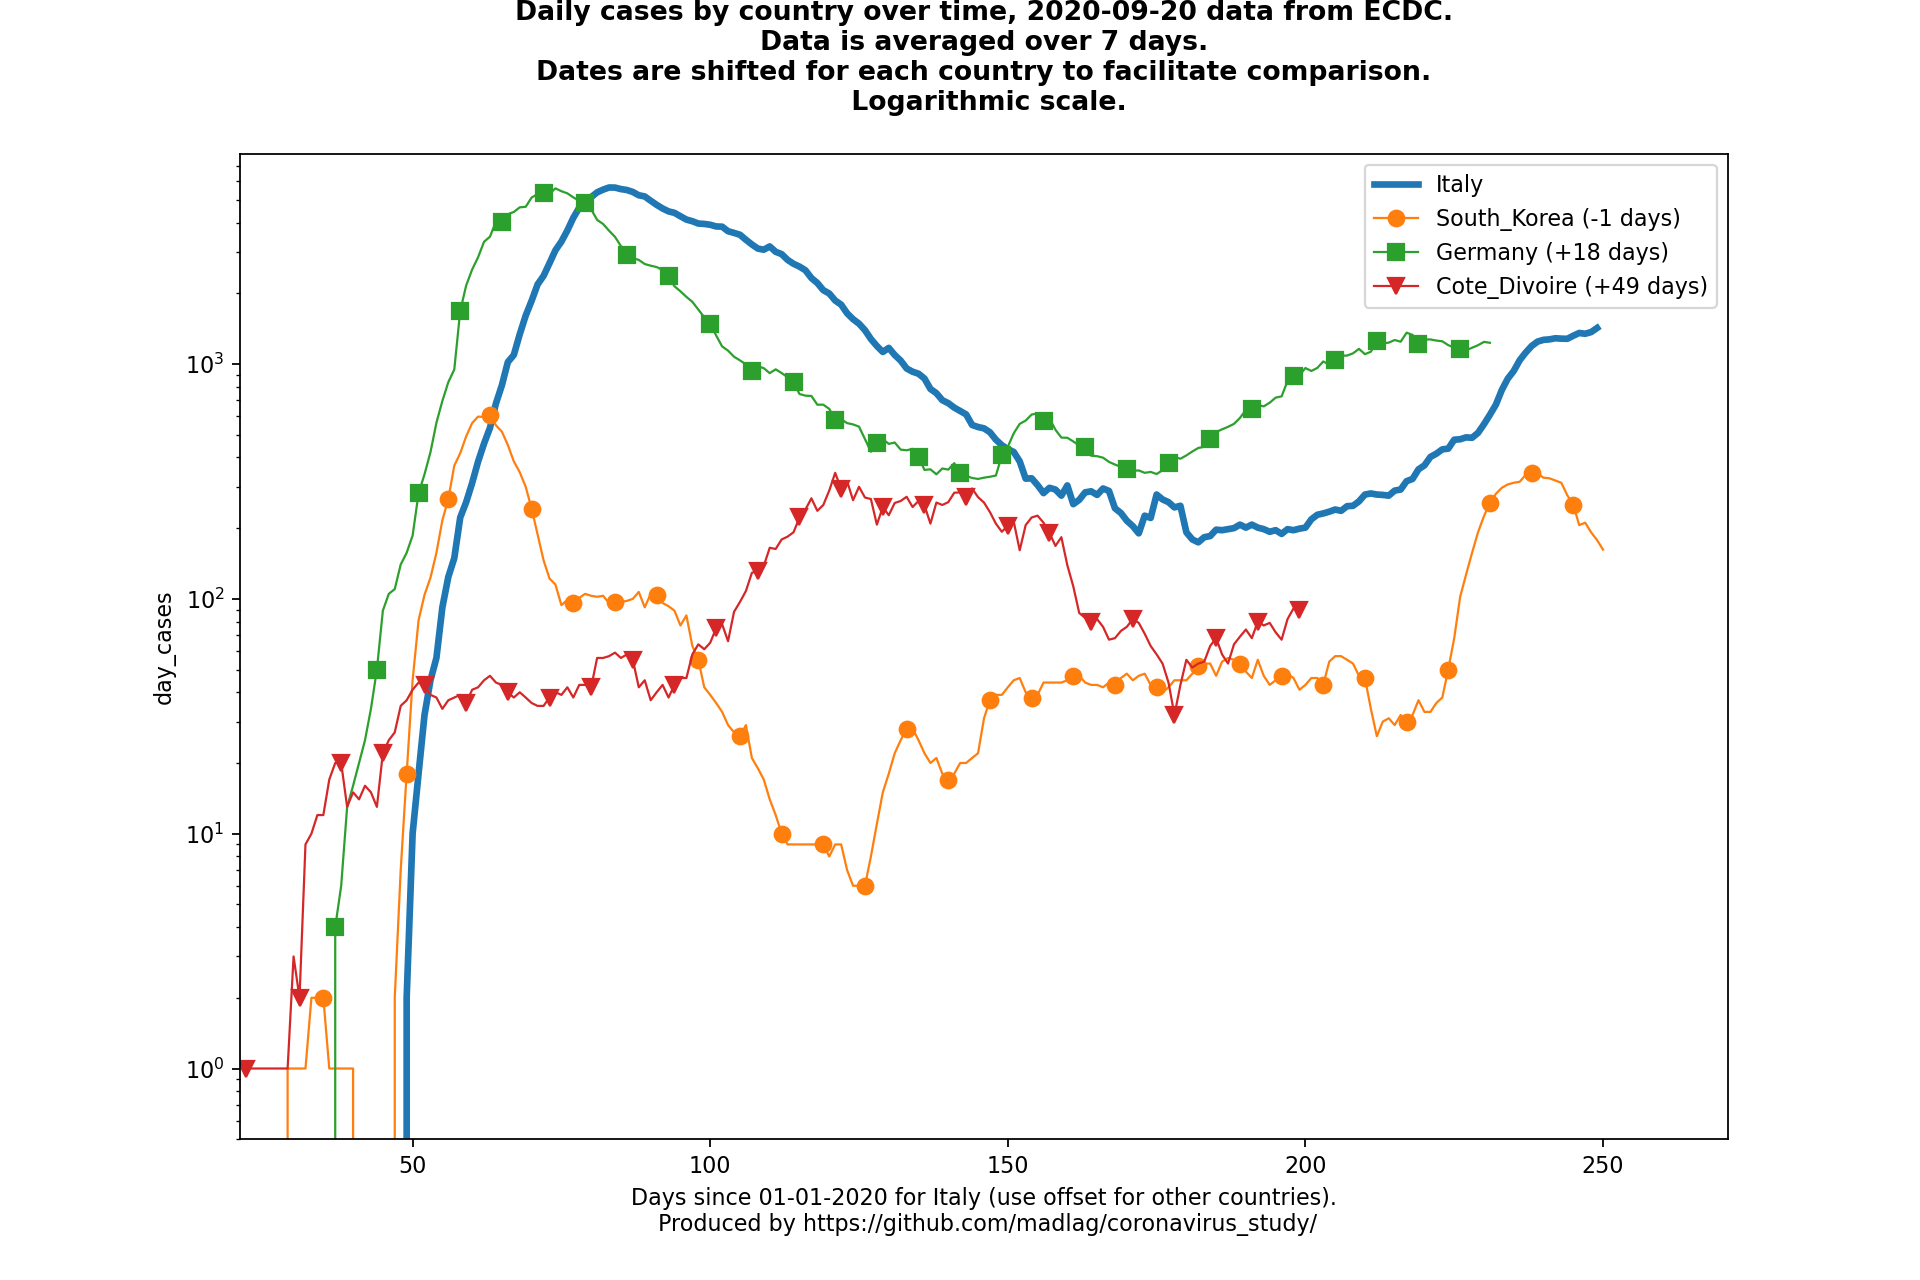 Daily cases by country over time, 2020-09-20 data from ECDC.
Data is averaged over 7 days.
Dates are shifted for each country to facilitate comparison.
Logarithmic scale.
Italy
South_Korea (-1 days)
Germany (+18 days)
Cote_Divoire (+49 days)
day_cases
10³
10²
10¹
10⁰
50 100 150 200 250
Days since 01-01-2020 for Italy (use offset for other countries).
Produced by https://github.com/madlag/coronavirus_study/